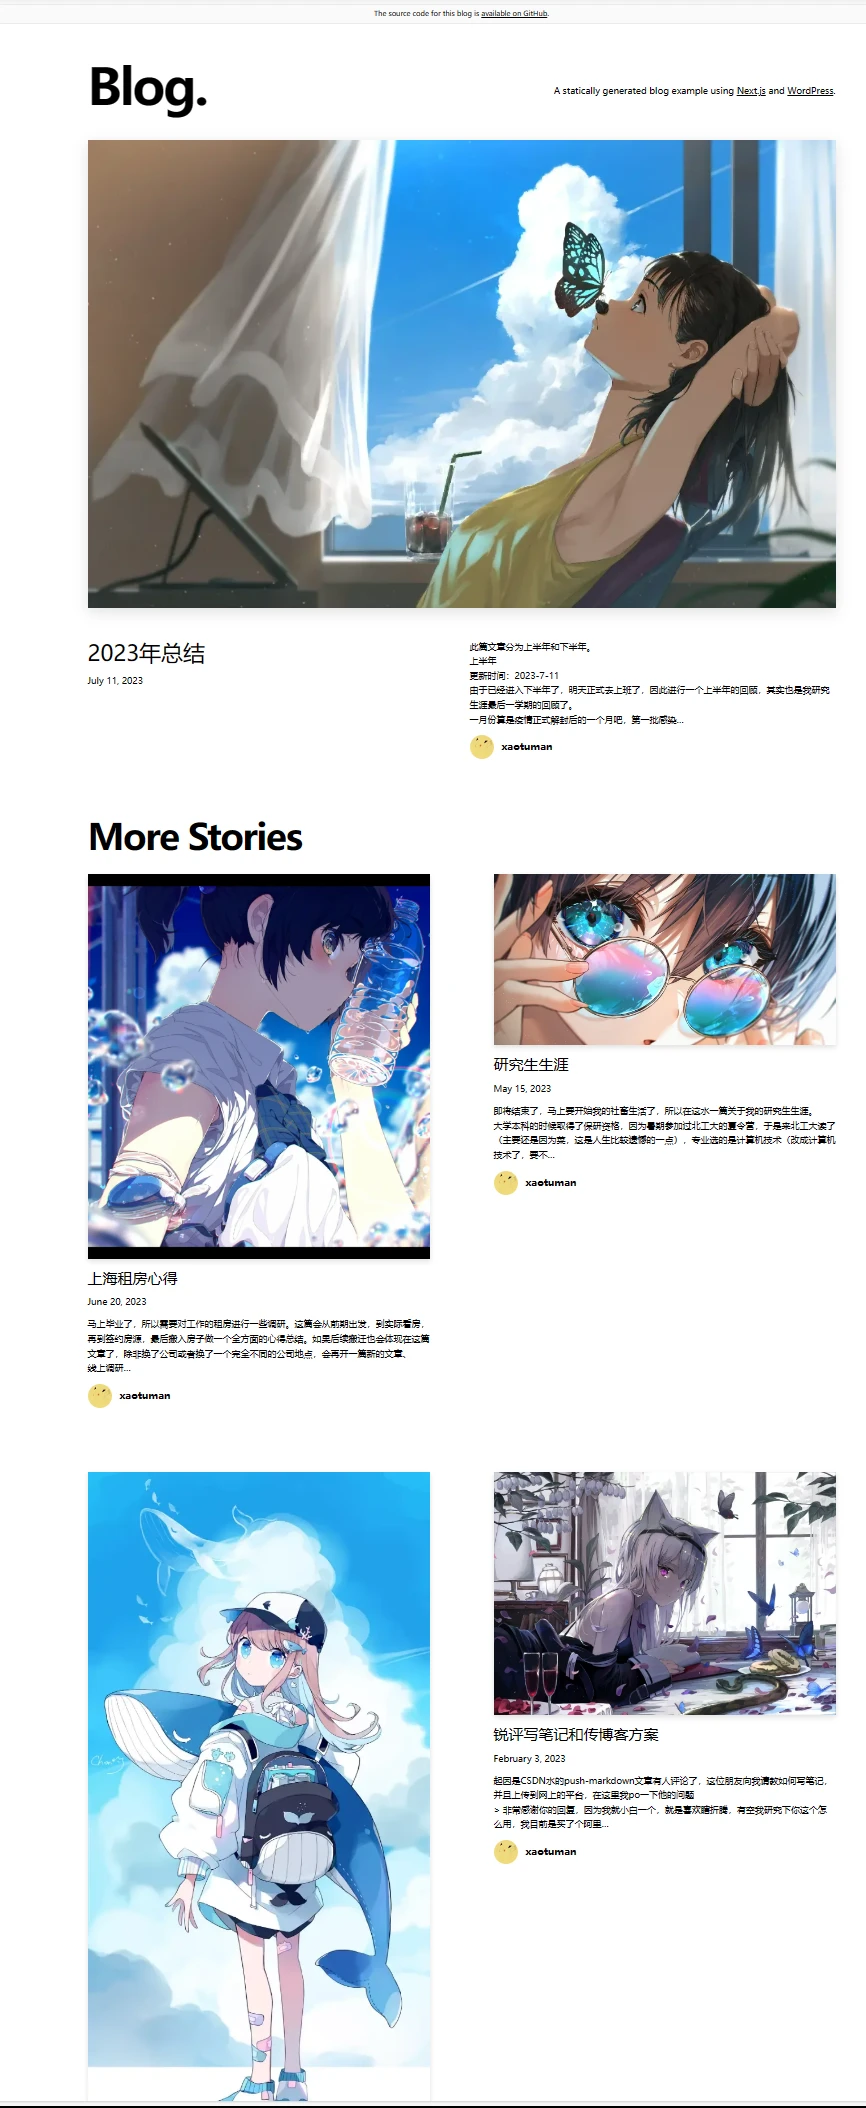 The source code for this blog is available on GitHub.
Blog.
A statically generated blog example using Next.js and WordPress.
2023年总结
July 11, 2023
此篇文章分为上半年和下半年。
上半年
更新时间：2023-7-11
由于已经进入下半年了，明天正式去上班了，因此进行一个上半年的回顾，其实也是我研究
生涯最后一学期的回顾了。
一月份算是疫情正式解封后的一个月吧，第一批感染...
xaotuman
More Stories
上海租房心得
June 20, 2023
马上毕业了，所以需要对工作的租房进行一些调研。这篇会从前期出发，到实际看房，
再到签约房源，最后搬入房子做一个全方面的心得总结。如果后续搬迁也会体现在这篇
文章了，除非换了公司或者换了一个完全不同的公司地点，会再开一篇新的文章、
线上调研...
xaotuman
研究生生涯
May 15, 2023
即将结束了，马上要开始我的社畜生活了，所以在这水一篇关于我的研究生生涯。
大学本科的时候取得了保研资格，因为暑期参加过北工大的夏令营，于是来北工大读了
（主要还是因为菜，这是人生比较遗憾的一点），专业选的是计算机技术（改成计算机
技术了，要不...
xaotuman
锐评写笔记和传博客方案
February 3, 2023
起因是CSDN水的push-markdown文章有人评论了，这位朋友向我请教如何写笔记，
并且上传到网上的平台，在这里我po一下他的问题
> 非常感谢你的回复，因为我就小白一个，就是喜欢瞎折腾，有空我研究下你这个怎
么用，我目前是买了个阿里...
xaotuman